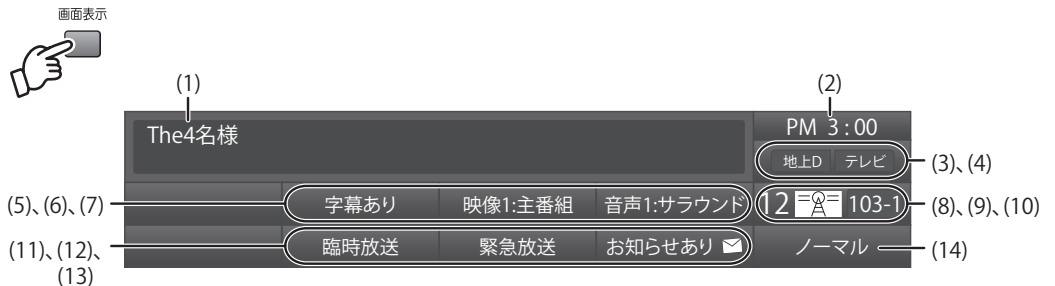 画面表示
(1)
(2)
The4名様
PM 3:00
地上D テレビ
(3)、(4)
(5)、(6)、(7)
字幕あり 映像1:主番組 音声1:サラウンド
12 103-1
(8)、(9)、(10)
(11)、(12)、
(13)
臨時放送 緊急放送 お知らせあり
ノーマル
(14)